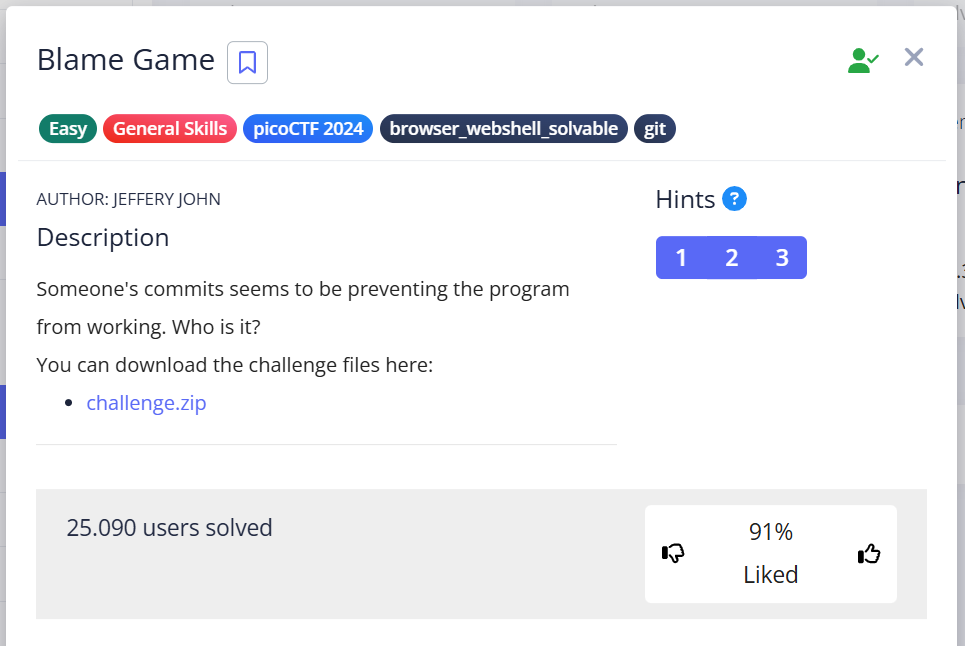 Blame Game
Easy General Skills picoCTF 2024 browser_webshell_solvable git
AUTHOR: JEFFERY JOHN
Description
Someone's commits seems to be preventing the program
from working. Who is it?
You can download the challenge files here:
challenge.zip
Hints ?
1 2 3
25.090 users solved
91%
Liked